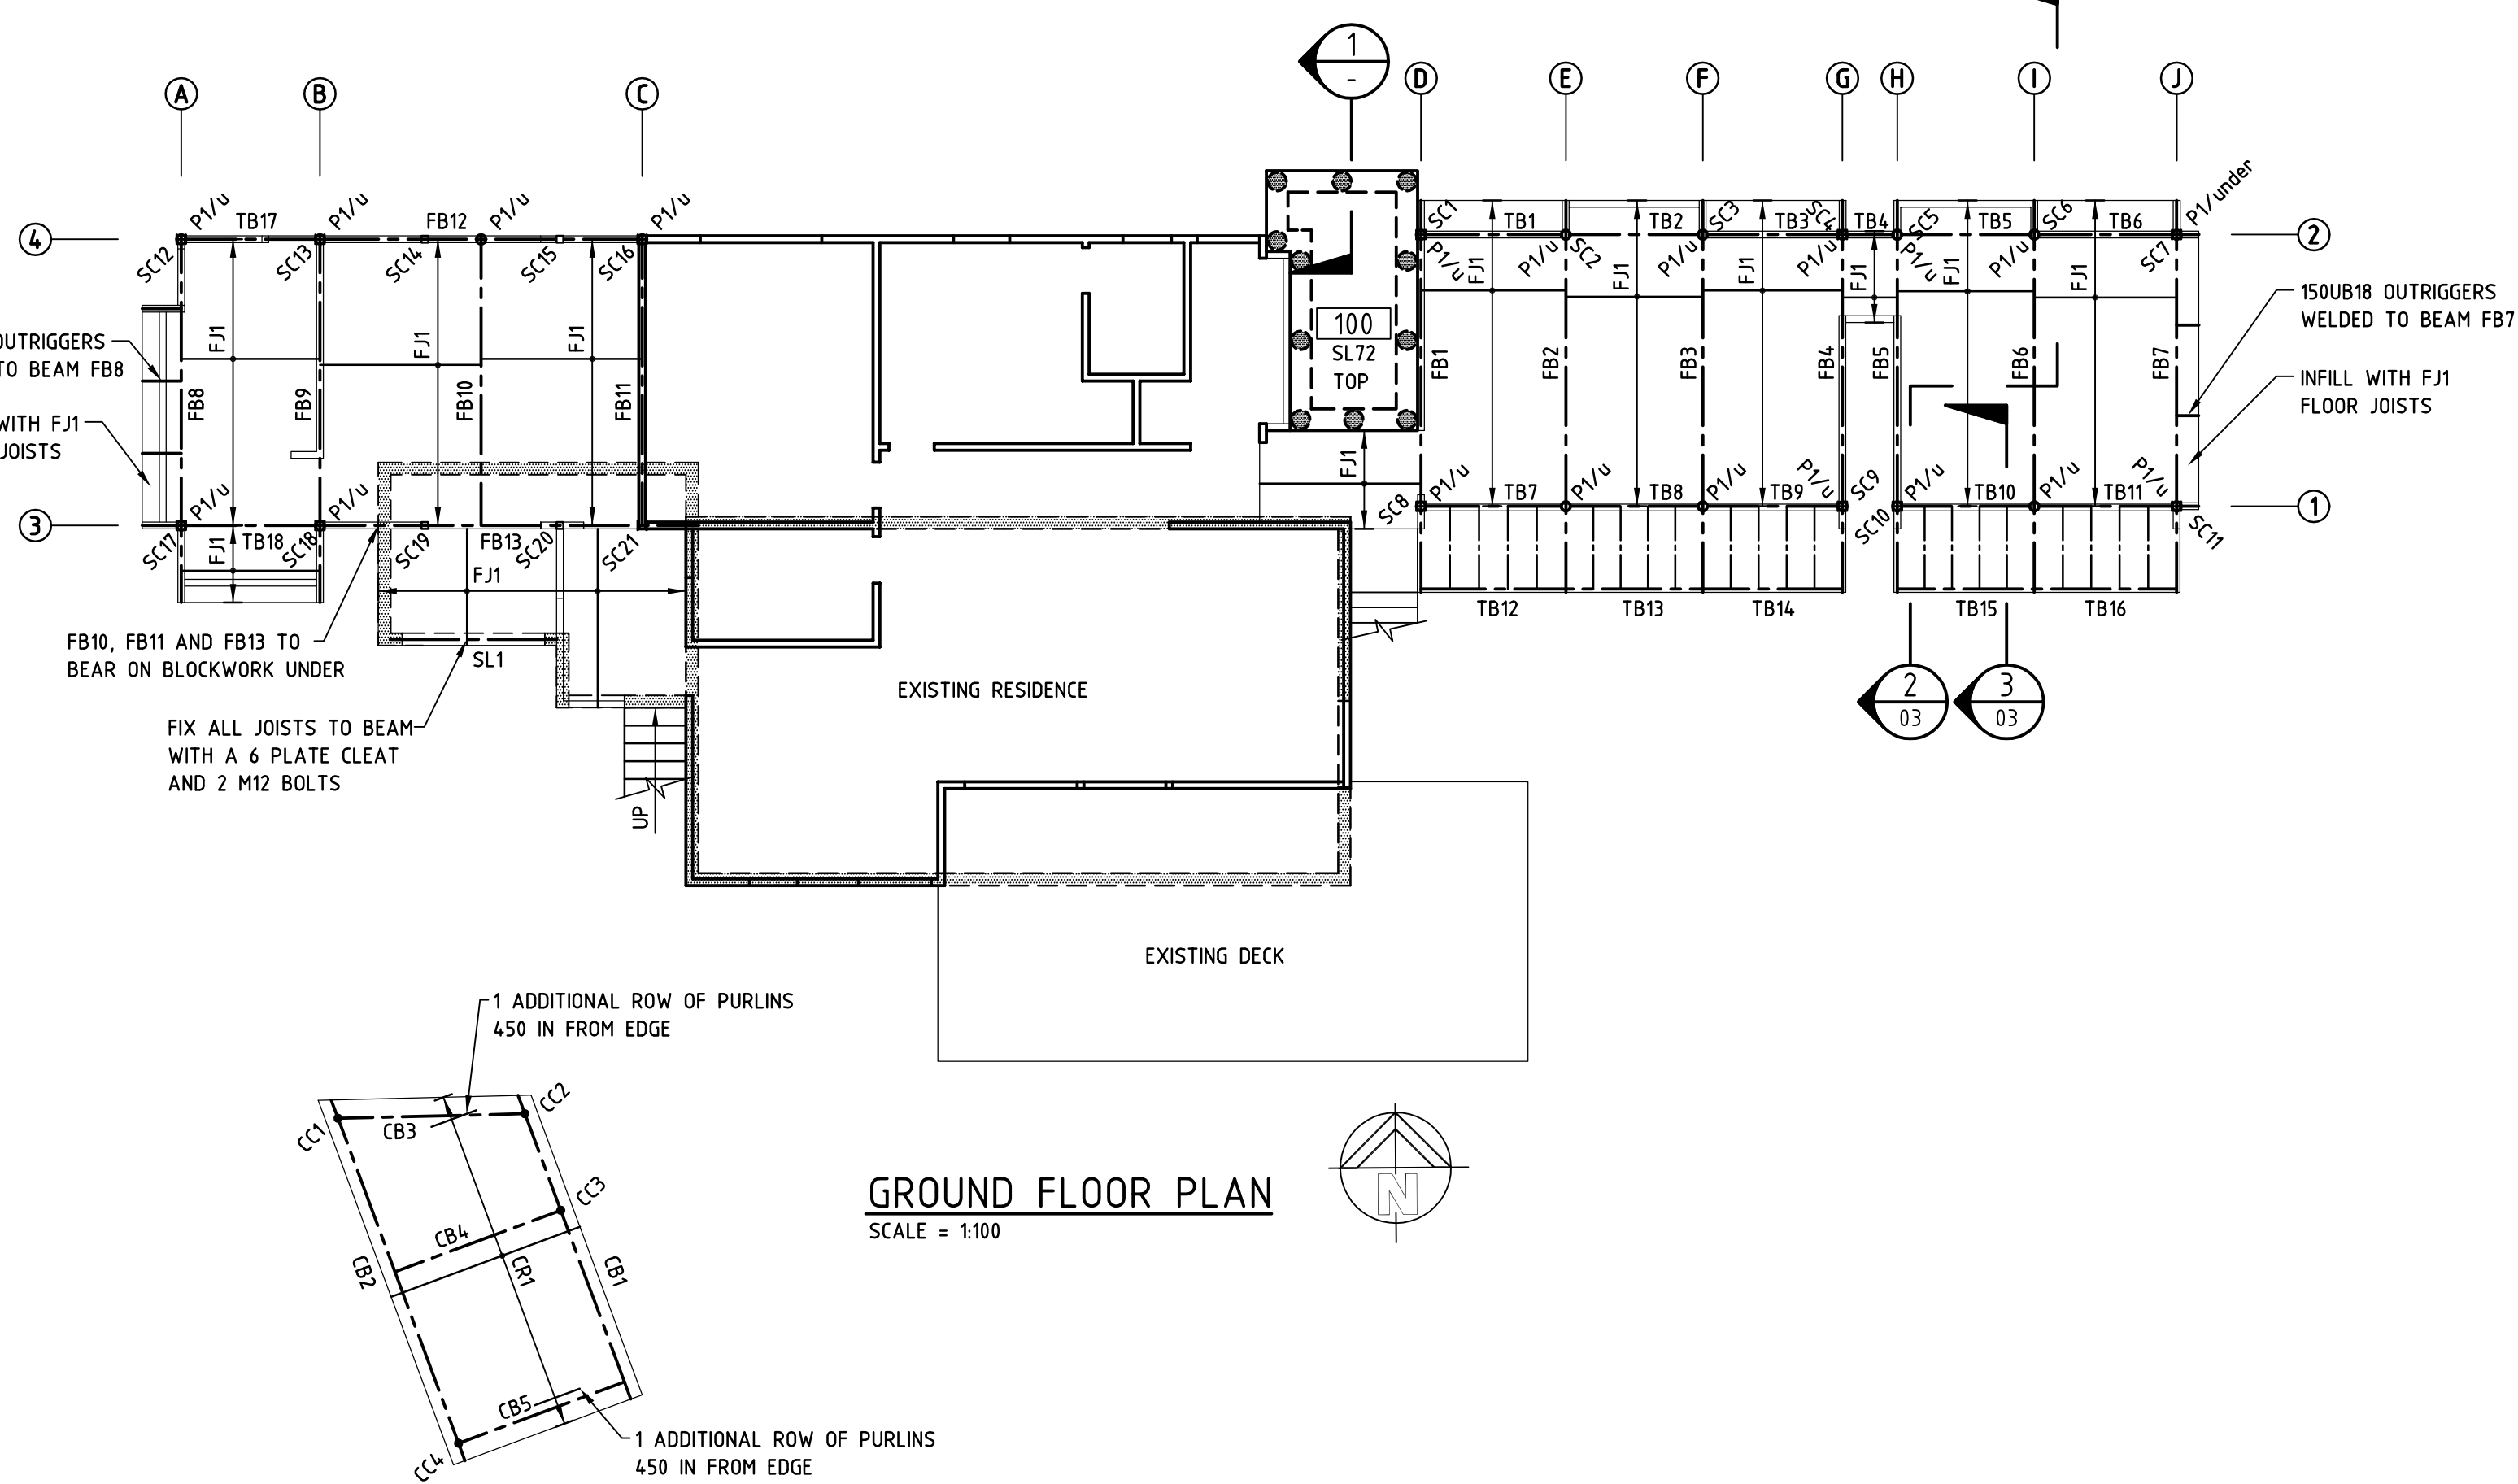 1
-
A
B
C
D
E
F
G
H
I
J
4
P1/u
TB17
P1/u
FB12
P1/u
P1/u
SC12
SC13
SC14
SC15
SC16
FJ1
FJ1
FJ1
OUTRIGGERS
TO BEAM FB8
WITH FJ1
JOISTS
FB8
FB9
FB10
FB11
3
P1/u
P1/u
SC17
TB18
SC18
SC19
FB13
SC20
SC21
FJ1
FJ1
FB10, FB11 AND FB13 TO
BEAR ON BLOCKWORK UNDER
SL1
FIX ALL JOISTS TO BEAM
WITH A 6 PLATE CLEAT
AND 2 M12 BOLTS
UP
100
SL72
TOP
FJ1
SC1
TB1
TB2
SC3
TB3
SC4
TB4
SC5
TB5
SC6
TB6
P1/under
2
P1/u
P1/u
SC2
P1/u
P1/u
P1/u
P1/u
SC7
FJ1
FJ1
FJ1
FJ1
FJ1
FJ1
150UB18 OUTRIGGERS
WELDED TO BEAM FB7
INFILL WITH FJ1
FLOOR JOISTS
FB1
FB2
FB3
FB4
FB5
FB6
FB7
SC8
P1/u
TB7
P1/u
TB8
P1/u
TB9
P1/u
SC9
SC10
P1/u
TB10
P1/u
TB11
P1/u
SC11
1
TB12
TB13
TB14
TB15
TB16
2
03
3
03
EXISTING RESIDENCE
EXISTING DECK
1 ADDITIONAL ROW OF PURLINS
450 IN FROM EDGE
CC1
CB3
CC2
CC3
CB4
CB2
CR1
CB1
CB5
CC4
1 ADDITIONAL ROW OF PURLINS
450 IN FROM EDGE
GROUND FLOOR PLAN
SCALE = 1:100
N